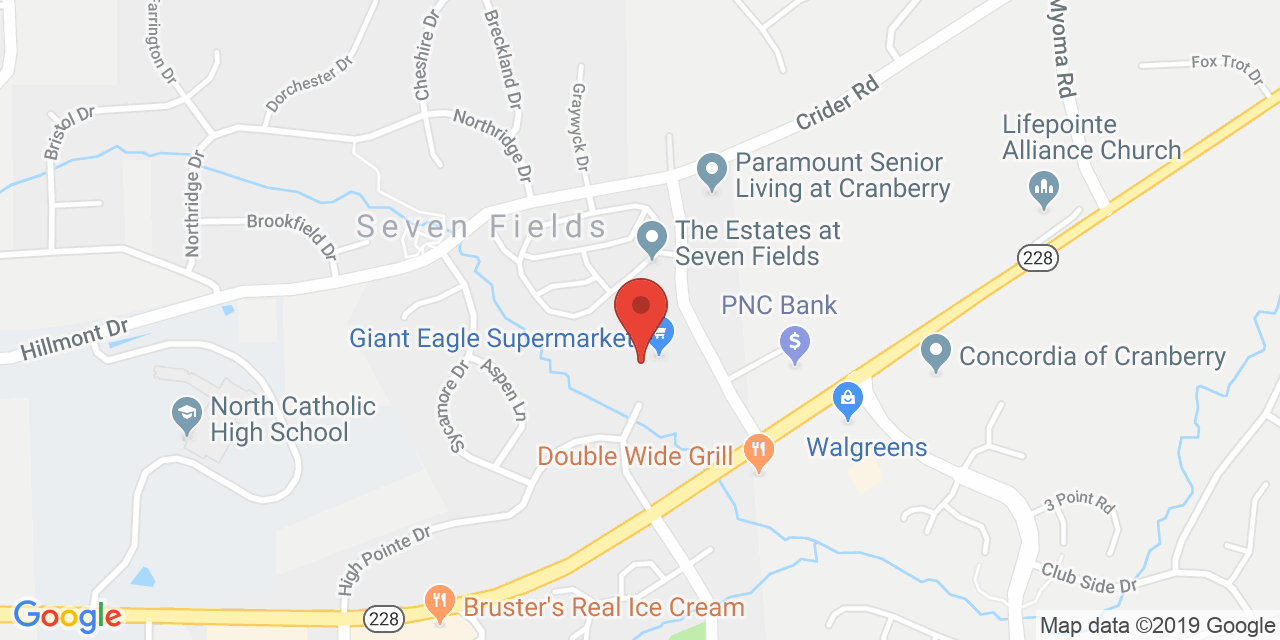 Farrington Dr
Dorchester Dr
Cheshire Dr
Breckland Dr
Graywyck Dr
Crider Rd
Myoma Rd
Fox Trot Dr
Bristol Dr
Northridge Dr
Northridge Dr
Lifepointe
Alliance Church
Paramount Senior
Living at Cranberry
Brookfield Dr
Seven Fields
The Estates at
Seven Fields
228
PNC Bank
$
Hillmont Dr
Giant Eagle Supermarket
Concordia of Cranberry
Sycamore Dr
Aspen Ln
North Catholic
High School
Double Wide Grill
Walgreens
3 Point Rd
High Pointe Dr
Club Side Dr
Bruster's Real Ice Cream
228
Google
Map data ©2019 Google